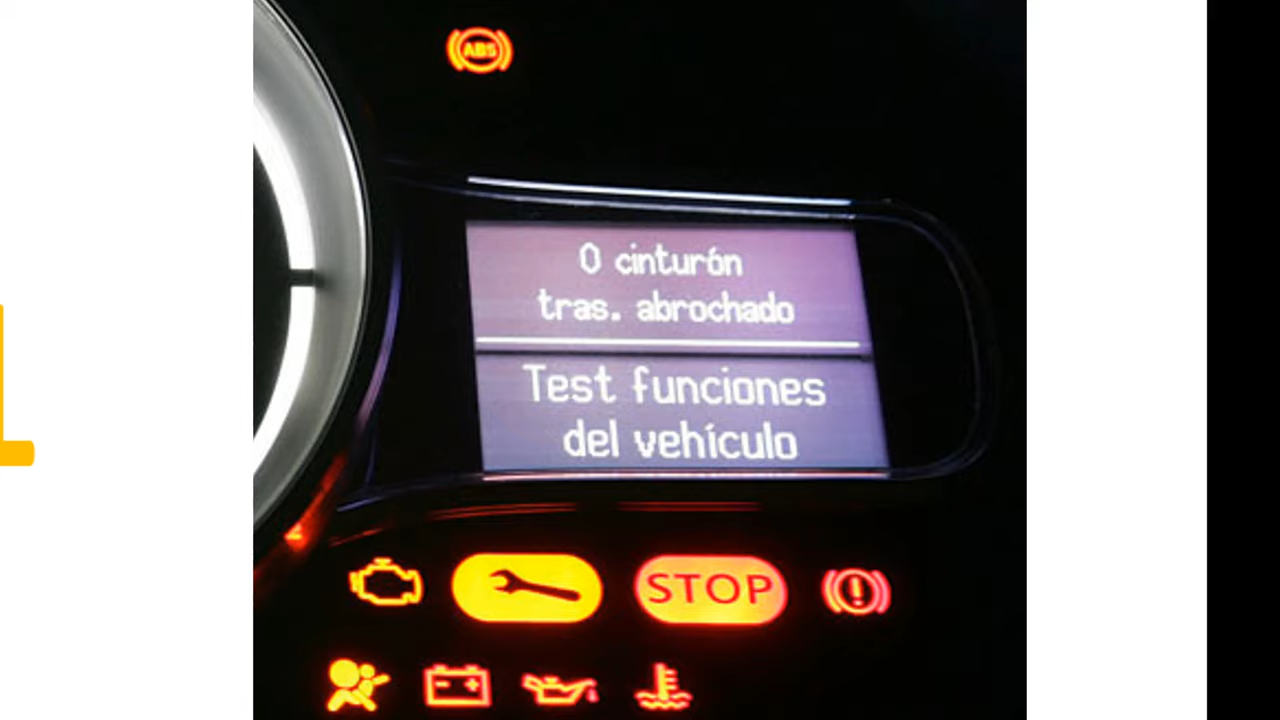 ABS
0 cinturón
tras. abrochado
Test funciones
del vehículo
STOP